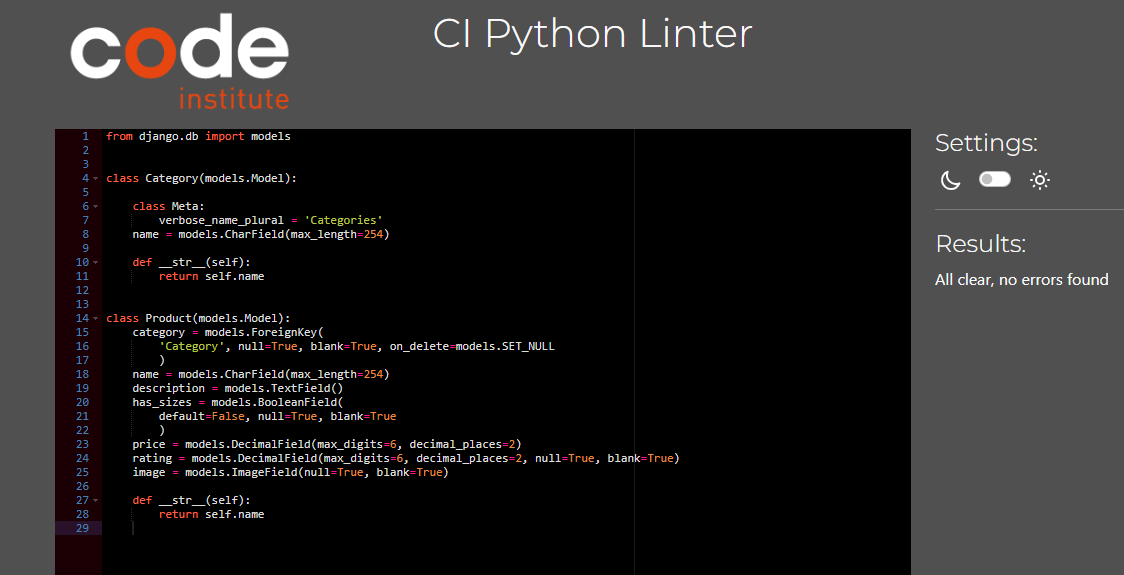 code
institute
CI Python Linter
1 from django.db import models
2
3
4 class Category(models.Model):
5
6     class Meta:
7         verbose_name_plural = 'Categories'
8     name = models.CharField(max_length=254)
9
10     def __str__(self):
11         return self.name
12
13
14 class Product(models.Model):
15     category = models.ForeignKey(
16         'Category', null=True, blank=True, on_delete=models.SET_NULL
17         )
18     name = models.CharField(max_length=254)
19     description = models.TextField()
20     has_sizes = models.BooleanField(
21         default=False, null=True, blank=True
22         )
23     price = models.DecimalField(max_digits=6, decimal_places=2)
24     rating = models.DecimalField(max_digits=6, decimal_places=2, null=True, blank=True)
25     image = models.ImageField(null=True, blank=True)
26
27     def __str__(self):
28         return self.name
29
Settings:
Results:
All clear, no errors found